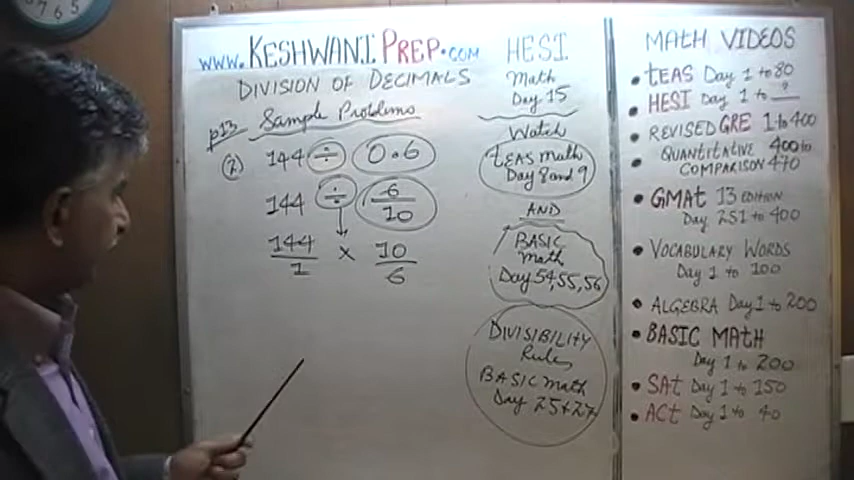 www.KESHWANIPREP.COM
DIVISION OF DECIMALS
p13 Sample Problems
(2) 144 ÷ 0.6
144 ÷ 6/10
144/1 x 10/6
HESI
Math
Day 15
Watch
TEAS Math
Day 8 and 9
AND
BASIC
Math
Day 54,55,56
DIVISIBILITY
Rules
BASIC Math
Day 25+27
MATH VIDEOS
• TEAS Day 1 to 80
• HESI Day 1 to ?
• REVISED GRE 1 to 400
• QUANTITATIVE 400 to
COMPARISON 470
• GMAT 13 EDITION
Day 251 to 400
• VOCABULARY WORDS
Day 1 to 100
• ALGEBRA Day 1 to 200
• BASIC MATH
Day 1 to 200
• SAT Day 1 to 150
• ACT Day 1 to 40
7 6 5